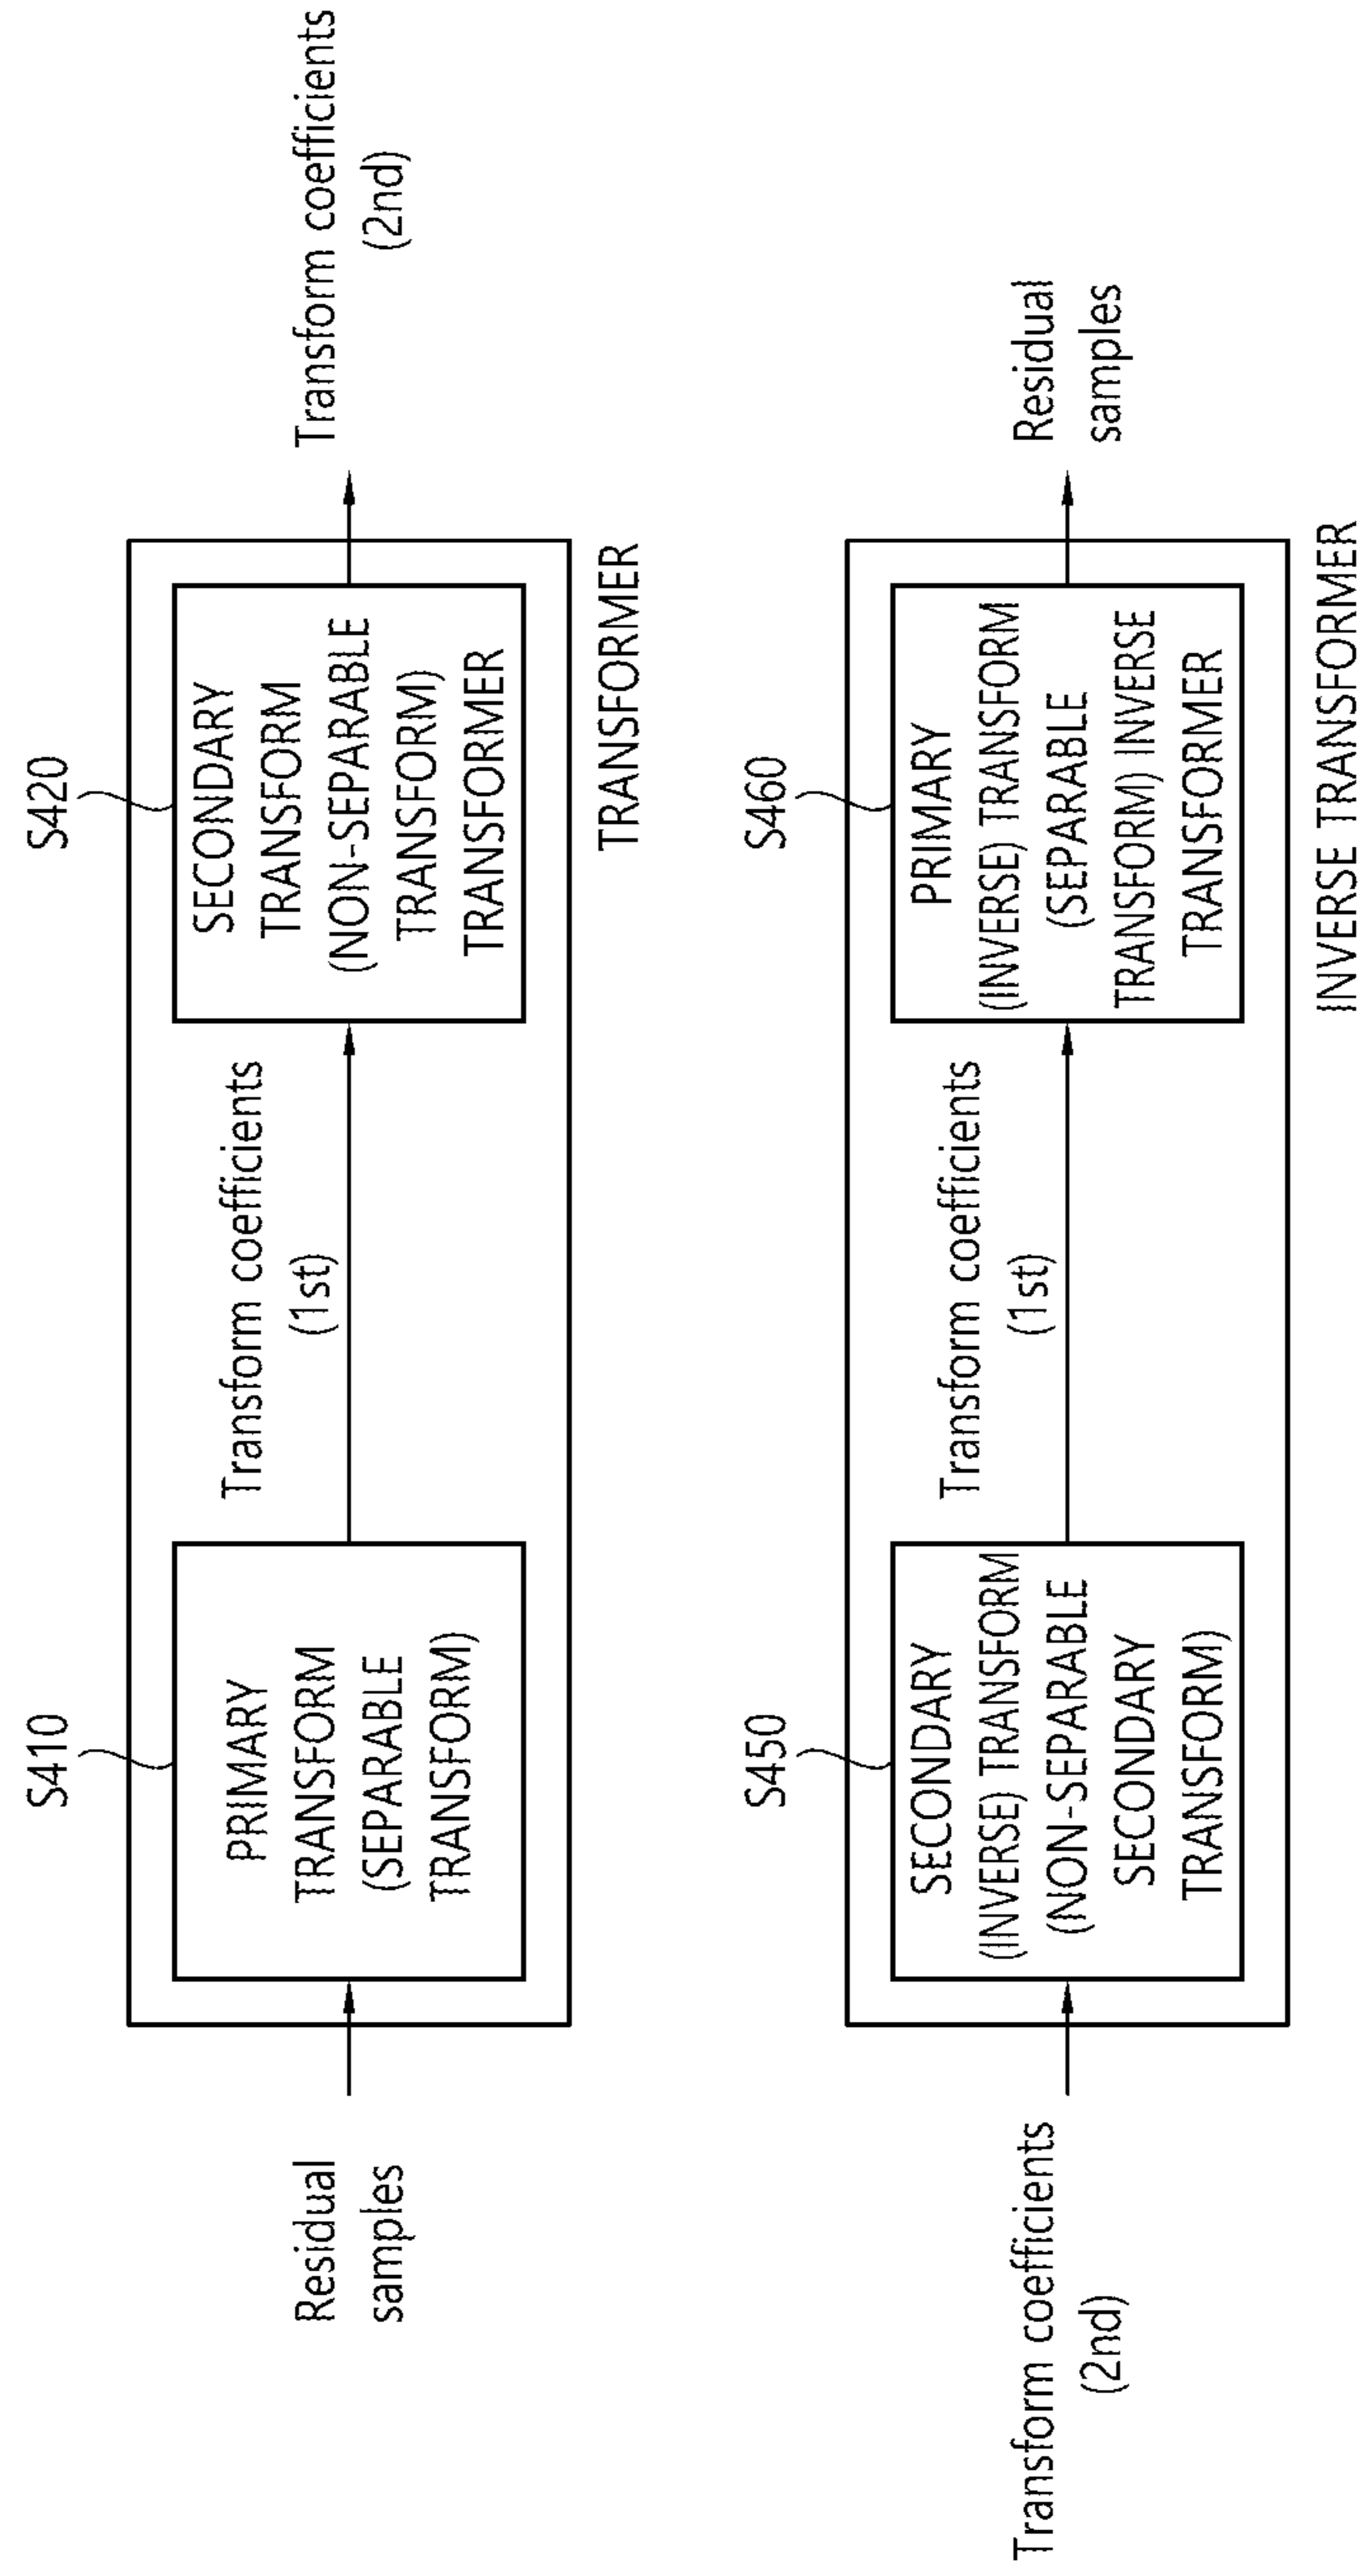 S410
S420
Residual
samples
PRIMARY
TRANSFORM
(SEPARABLE
TRANSFORM)
Transform coefficients
(1st)
SECONDARY
TRANSFORM
(NON-SEPARABLE
TRANSFORM)
TRANSFORMER
Transform coefficients
(2nd)
TRANSFORMER
S450
S460
Transform coefficients
(2nd)
SECONDARY
(INVERSE) TRANSFORM
(NON-SEPARABLE
SECONDARY
TRANSFORM)
Transform coefficients
(1st)
PRIMARY
(INVERSE) TRANSFORM
(SEPARABLE
TRANSFORM) INVERSE
TRANSFORMER
Residual
samples
INVERSE TRANSFORMER